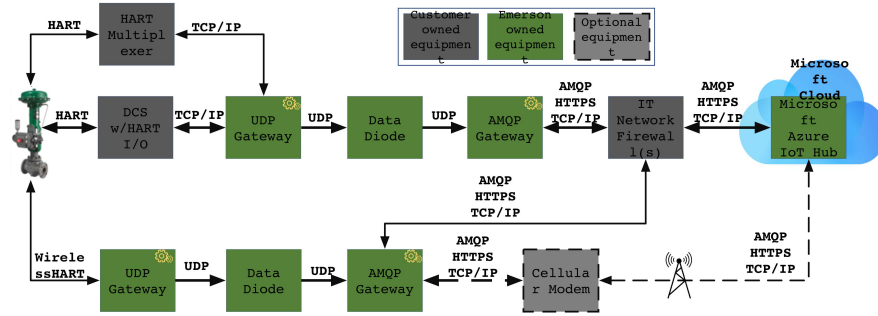 HART
HART
Multipl
exer
TCP/IP
Customer
owned
equipmen
t
Emerson
owned
equipmen
t
Optional
equipmen
t
HART
DCS
w/HART
I/O
TCP/IP
UDP
Gateway
UDP
Data
Diode
UDP
AMQP
Gateway
AMQP
HTTPS
TCP/IP
IT
Network
Firewal
l(s)
AMQP
HTTPS
TCP/IP
Microso
ft
Cloud
Microso
ft
Azure
IoT Hub
AMQP
HTTPS
TCP/IP
Wirele
ssHART
UDP
Gateway
UDP
Data
Diode
UDP
AMQP
Gateway
AMQP
HTTPS
TCP/IP
Cellula
r Modem
AMQP
HTTPS
TCP/IP